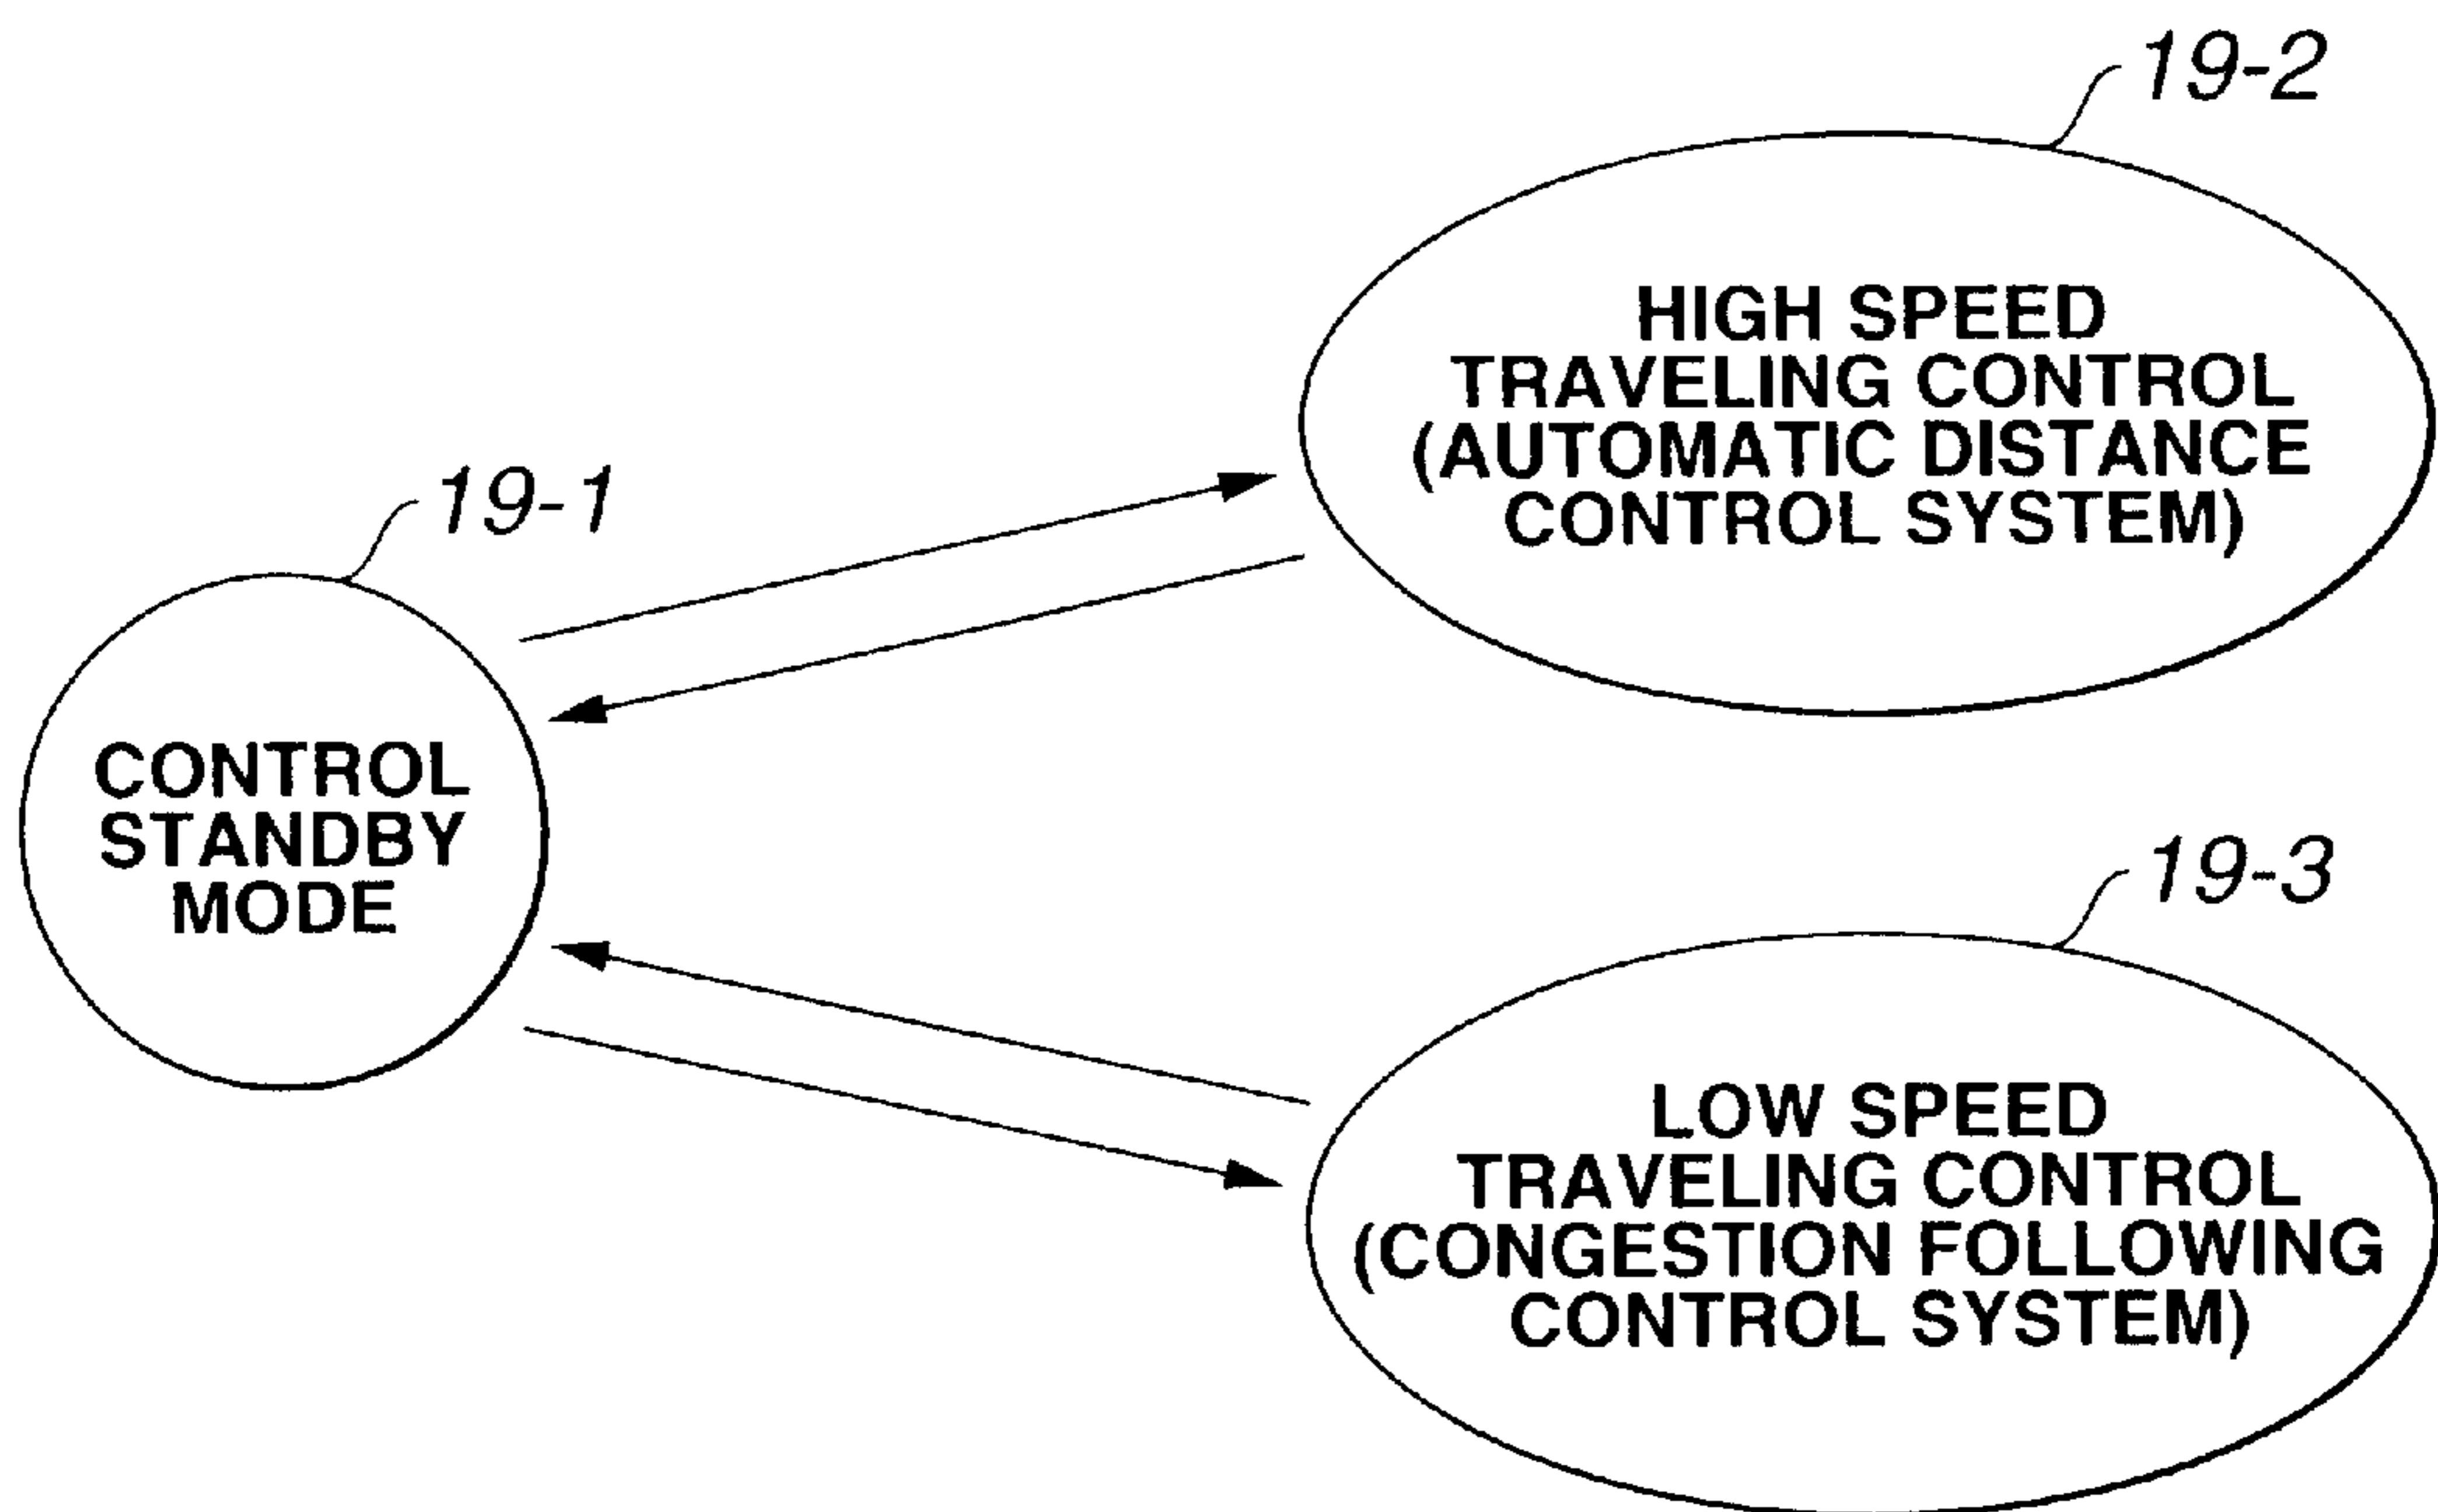 19-2
HIGH SPEED
TRAVELING CONTROL
(AUTOMATIC DISTANCE
CONTROL SYSTEM)
19-1
CONTROL
STANDBY
MODE
19-3
LOW SPEED
TRAVELING CONTROL
(CONGESTION FOLLOWING
CONTROL SYSTEM)